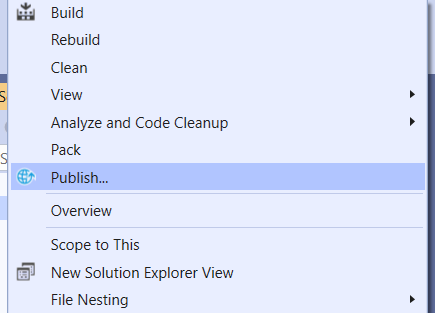 Build
Rebuild
Clean
View
Analyze and Code Cleanup
Pack
Publish...
Overview
Scope to This
New Solution Explorer View
File Nesting